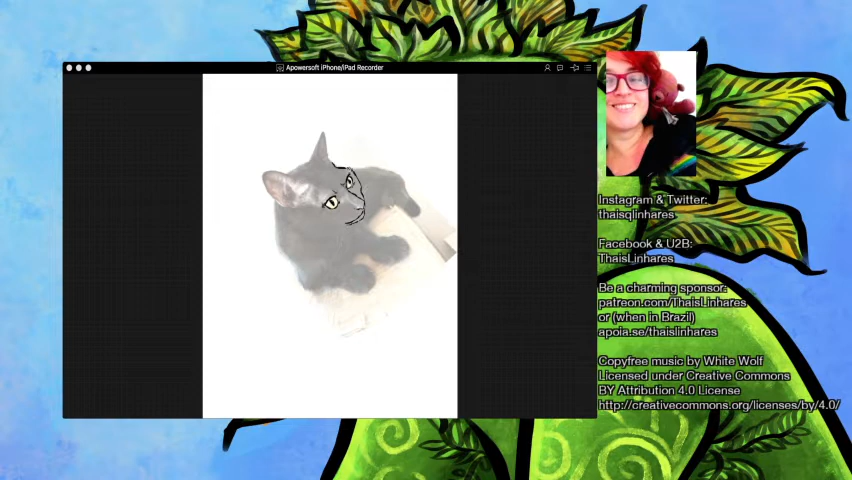 Apowersoft iPhone/iPad Recorder
Instagram & Twitter:
thaisqlinhares
Facebook & U2B:
ThaisLinhares
Be a charming sponsor:
patreon.com/ThaisLinhares
or (when in Brazil)
apoia.se/thaislinhares
Copyfree music by White Wolf
Licensed under Creative Commons
BY Attribution 4.0 License
http://creativecommons.org/licenses/by/4.0/